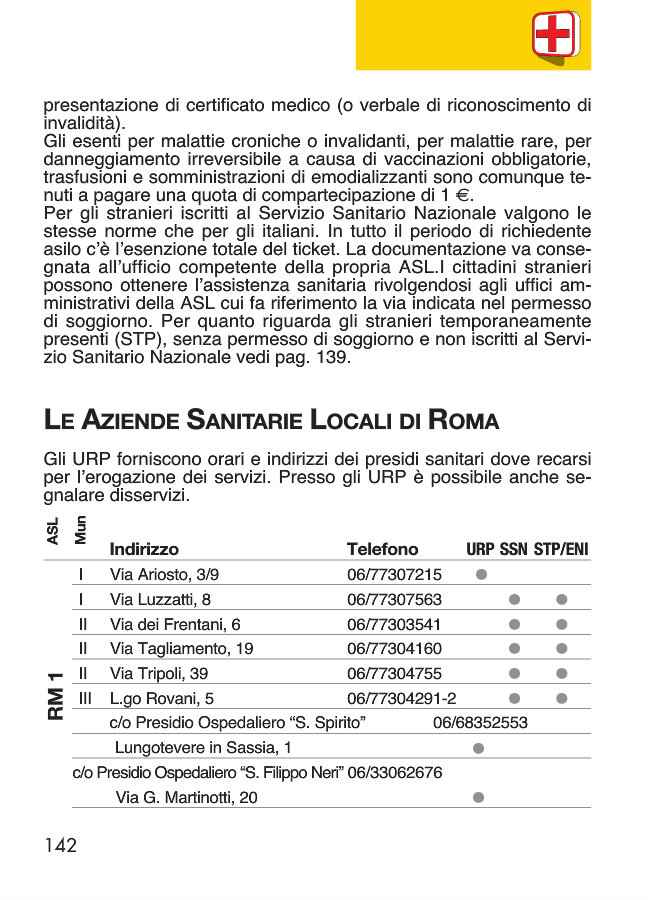 presentazione di certificato medico (o verbale di riconoscimento di
invalidità).
Gli esenti per malattie croniche o invalidanti, per malattie rare, per
danneggiamento irreversibile a causa di vaccinazioni obbligatorie,
trasfusioni e somministrazioni di emodializzanti sono comunque te-
nuti a pagare una quota di compartecipazione di 1 €.
Per gli stranieri iscritti al Servizio Sanitario Nazionale valgono le
stesse norme che per gli italiani. In tutto il periodo di richiedente
asilo c’è l’esenzione totale del ticket. La documentazione va conse-
gnata all’ufficio competente della propria ASL.I cittadini stranieri
possono ottenere l’assistenza sanitaria rivolgendosi agli uffici am-
ministrativi della ASL cui fa riferimento la via indicata nel permesso
di soggiorno. Per quanto riguarda gli stranieri temporaneamente
presenti (STP), senza permesso di soggiorno e non iscritti al Servi-
zio Sanitario Nazionale vedi pag. 139.
LE AZIENDE SANITARIE LOCALI DI ROMA
Gli URP forniscono orari e indirizzi dei presidi sanitari dove recarsi
per l’erogazione dei servizi. Presso gli URP è possibile anche se-
gnalare disservizi.
ASL Mun Indirizzo Telefono URP SSN STP/ENI
RM 1
I Via Ariosto, 3/9 06/77307215 ●
I Via Luzzatti, 8 06/77307563 ● ●
II Via dei Frentani, 6 06/77303541 ● ●
II Via Tagliamento, 19 06/77304160 ● ●
II Via Tripoli, 39 06/77304755 ● ●
III L.go Rovani, 5 06/77304291-2 ● ●
c/o Presidio Ospedaliero “S. Spirito” 06/68352553
Lungotevere in Sassia, 1 ●
c/o Presidio Ospedaliero “S. Filippo Neri” 06/33062676
Via G. Martinotti, 20 ●
142